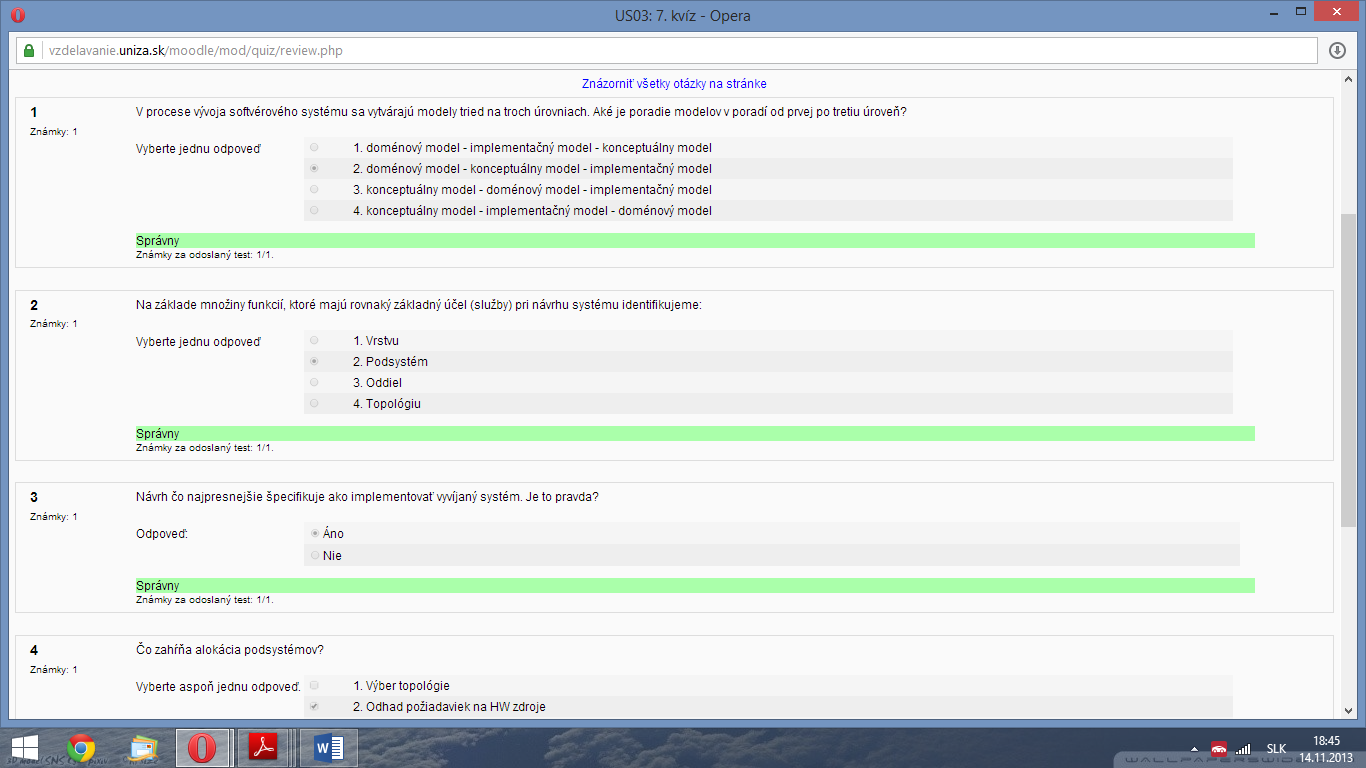 US03: 7. kvíz - Opera
vzdelavanie.uniza.sk/moodle/mod/quiz/review.php
Znázorniť všetky otázky na stránke
1
Známky: 1
V procese vývoja softvérového systému sa vytvárajú modely tried na troch úrovniach. Aké je poradie modelov v poradí od prvej po tretiu úroveň?
Vyberte jednu odpoveď
1. doménový model - implementačný model - konceptuálny model
2. doménový model - konceptuálny model - implementačný model
3. konceptuálny model - doménový model - implementačný model
4. konceptuálny model - implementačný model - doménový model
Správny
Známky za odoslaný test: 1/1.
2
Známky: 1
Na základe množiny funkcií, ktoré majú rovnaký základný účel (služby) pri návrhu systému identifikujeme:
Vyberte jednu odpoveď
1. Vrstvu
2. Podsystém
3. Oddiel
4. Topológiu
Správny
Známky za odoslaný test: 1/1.
3
Známky: 1
Návrh čo najpresnejšie špecifikuje ako implementovať vyvíjaný systém. Je to pravda?
Odpoveď:
Áno
Nie
Správny
Známky za odoslaný test: 1/1.
4
Známky: 1
Čo zahŕňa alokácia podsystémov?
Vyberte aspoň jednu odpoveď.
1. Výber topológie
2. Odhad požiadaviek na HW zdroje
SLK
18:45
14.11.2013